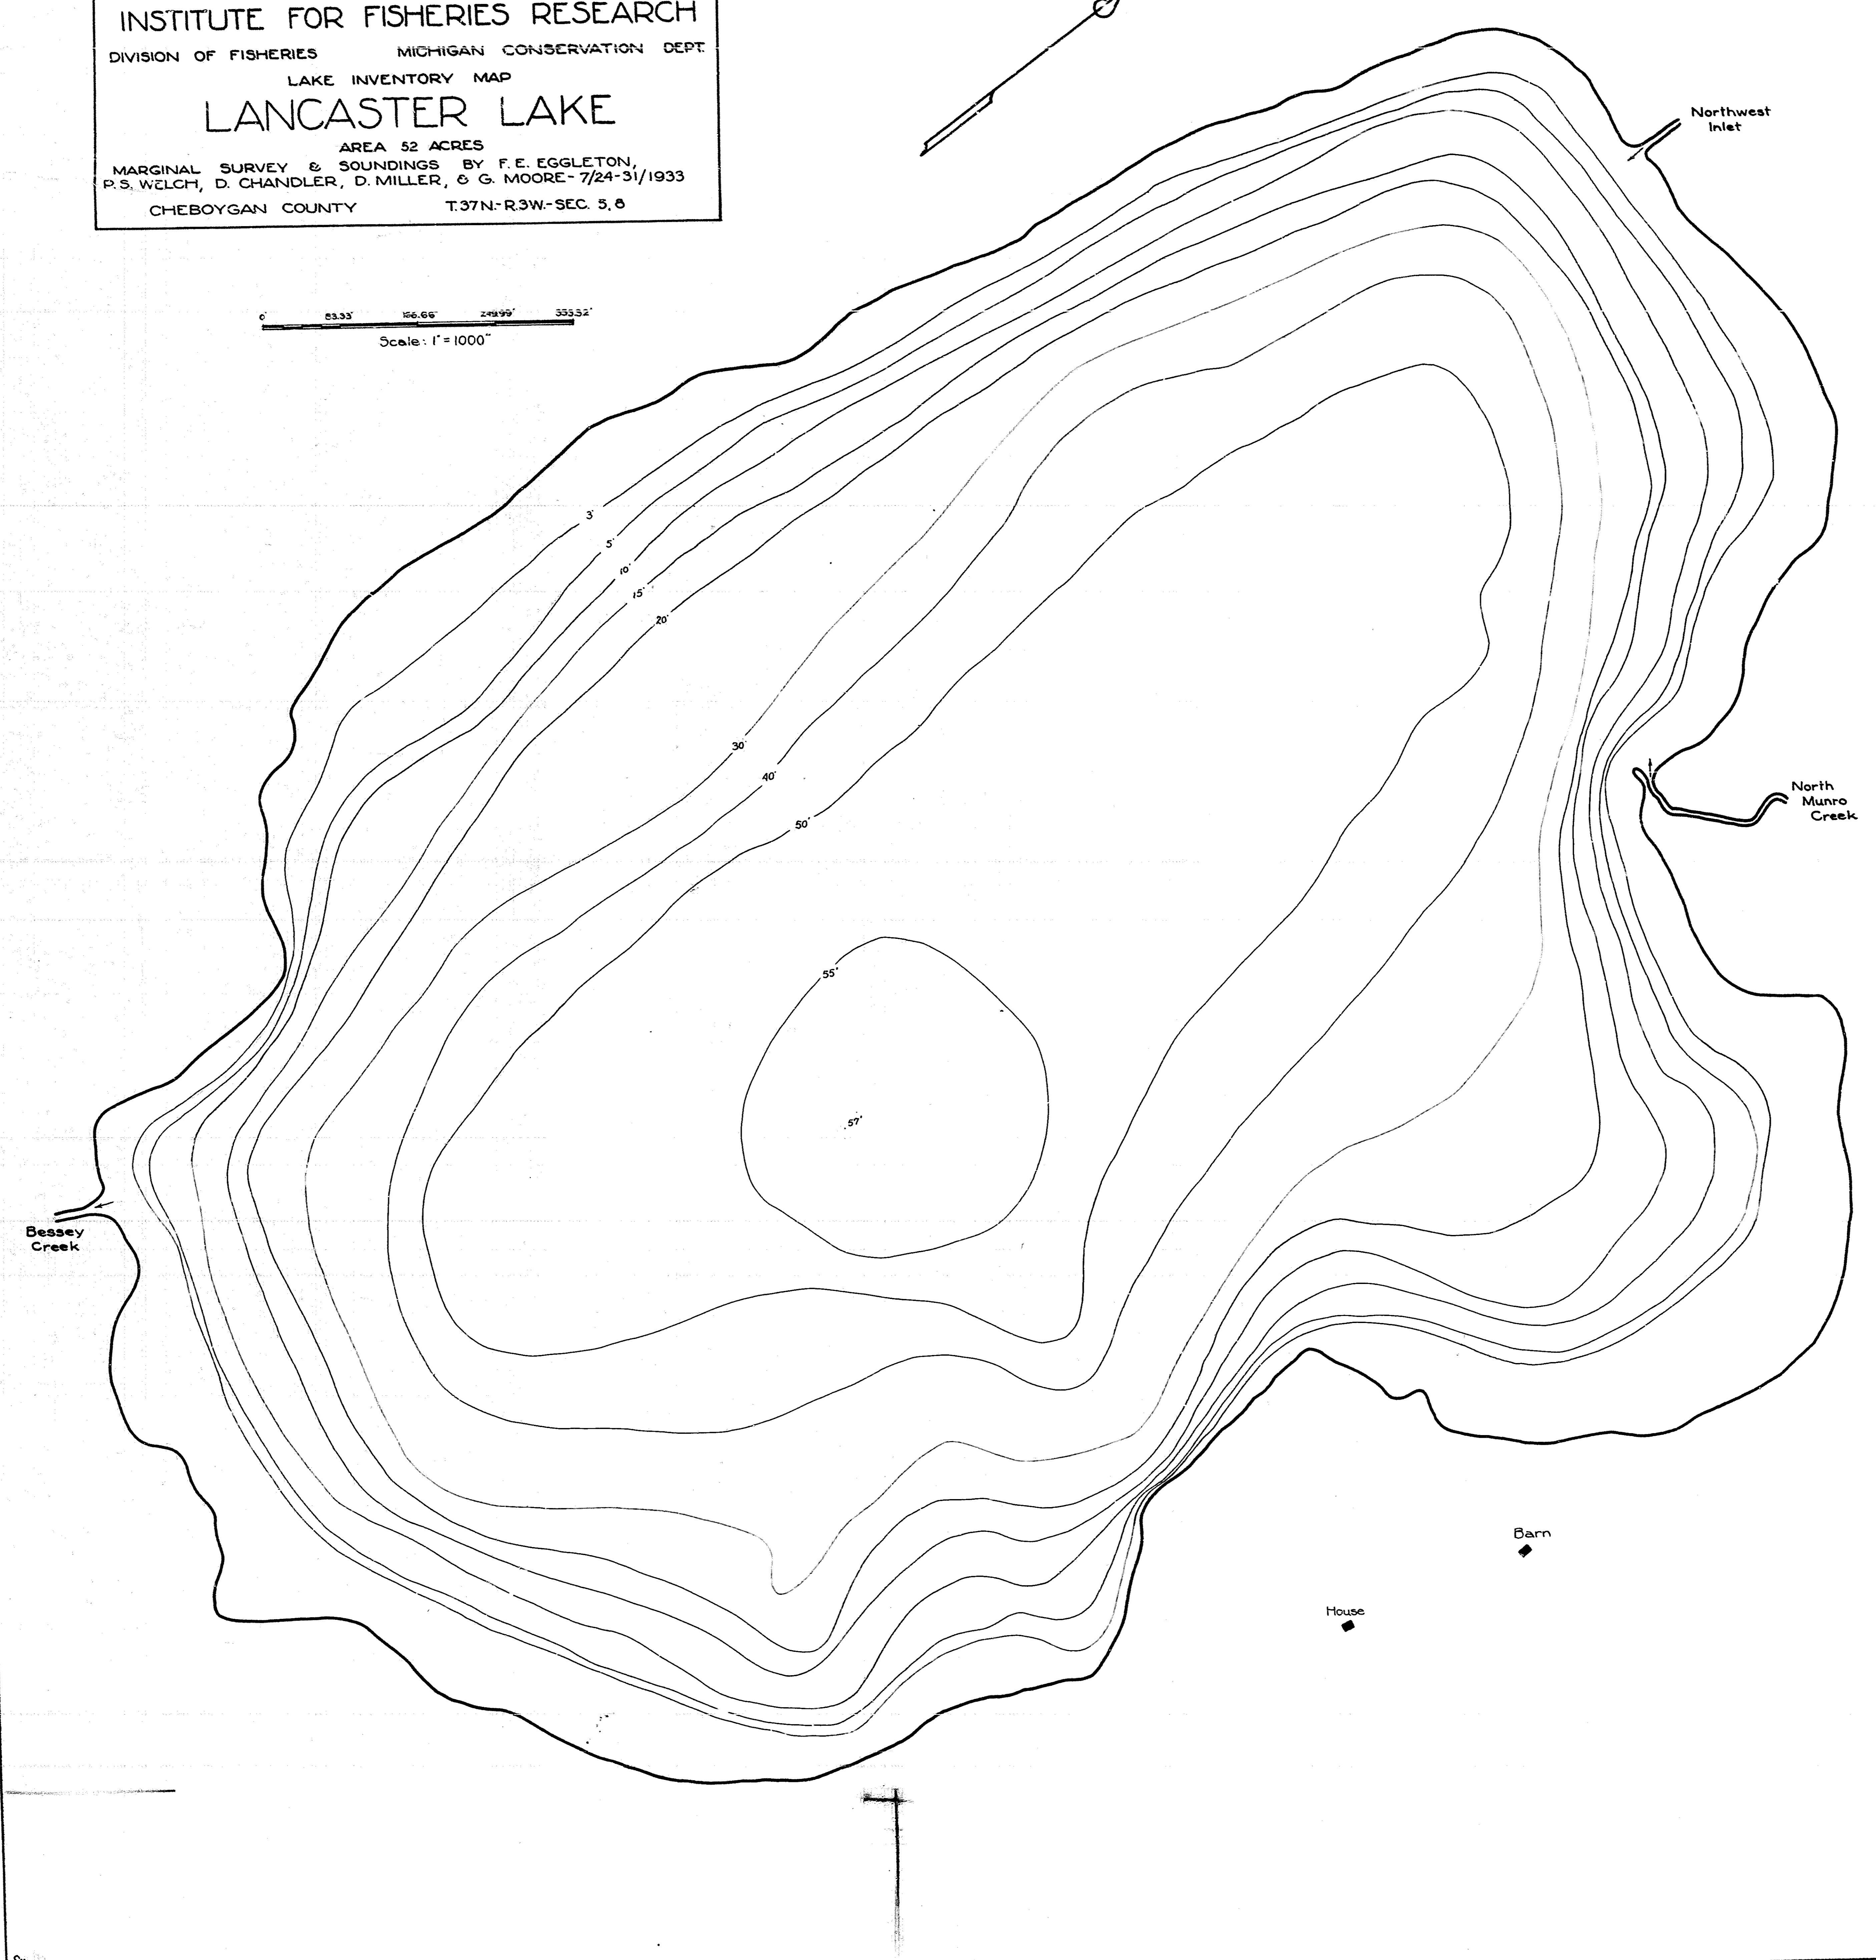 INSTITUTE FOR FISHERIES RESEARCH
DIVISION OF FISHERIES MICHIGAN CONSERVATION DEPT.
LAKE INVENTORY MAP
LANCASTER LAKE
AREA 52 ACRES
MARGINAL SURVEY & SOUNDINGS BY F. E. EGGLETON,
P. S. WELCH, D. CHANDLER, D. MILLER, & G. MOORE - 7/24-31/1933
CHEBOYGAN COUNTY T.37N.-R.3W.-SEC. 5,8
0' 83.33' 166.66' 249.99' 333.32'
Scale: 1" = 1000"
Northwest
Inlet
3'
5'
10'
15'
20'
30'
40'
50'
North
Munro
Creek
55'
57'
Bessey
Creek
Barn
House